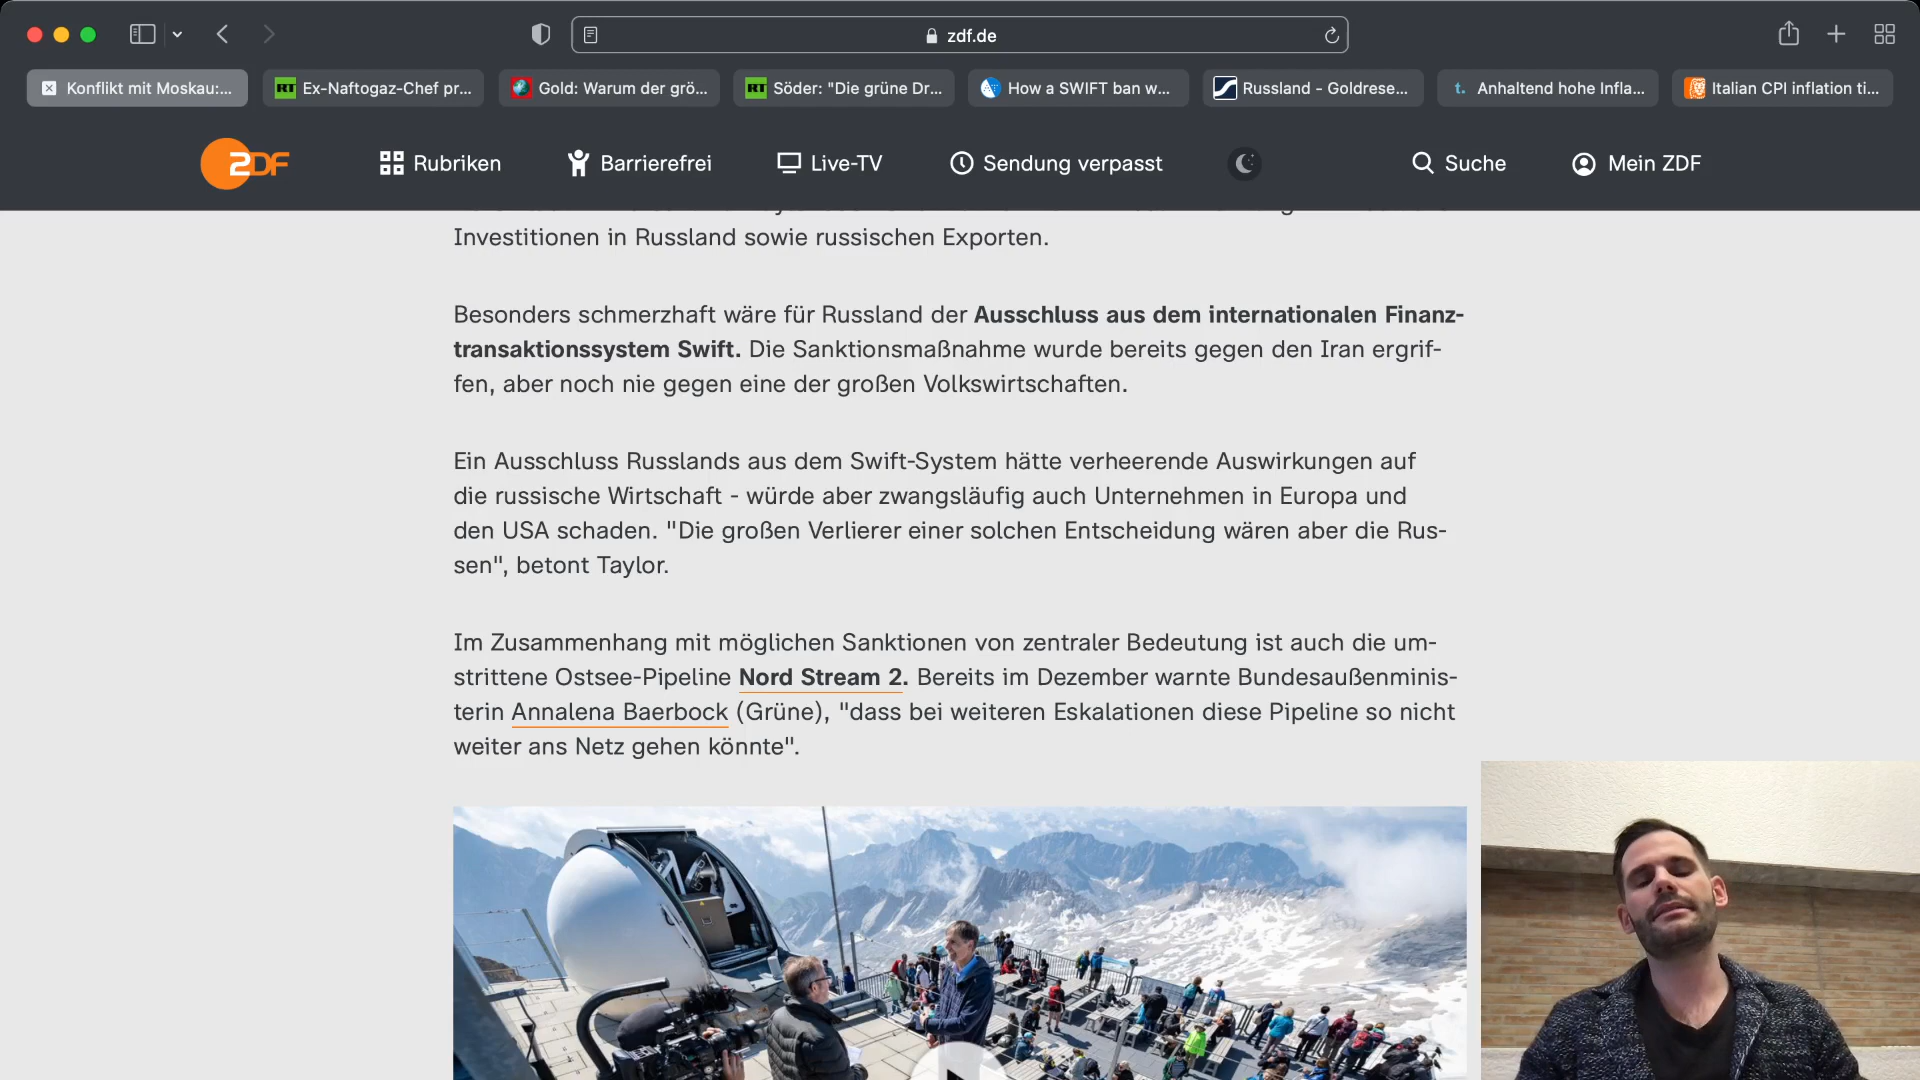 zdf.de
Konflikt mit Moskau:...
Ex-Naftogaz-Chef pr...
Gold: Warum der grö...
Söder: "Die grüne Dr...
How a SWIFT ban w...
Russland - Goldrese...
Anhaltend hohe Infla...
Italian CPI inflation ti...
RT
RT
t.
ZDF
Rubriken
Barrierefrei
Live-TV
Sendung verpasst
Suche
Mein ZDF
Investitionen in Russland sowie russischen Exporten.
Besonders schmerzhaft wäre für Russland der Ausschluss aus dem internationalen Finanz-
transaktionssystem Swift. Die Sanktionsmaßnahme wurde bereits gegen den Iran ergrif-
fen, aber noch nie gegen eine der großen Volkswirtschaften.
Ein Ausschluss Russlands aus dem Swift-System hätte verheerende Auswirkungen auf
die russische Wirtschaft - würde aber zwangsläufig auch Unternehmen in Europa und
den USA schaden. "Die großen Verlierer einer solchen Entscheidung wären aber die Rus-
sen", betont Taylor.
Im Zusammenhang mit möglichen Sanktionen von zentraler Bedeutung ist auch die um-
strittene Ostsee-Pipeline Nord Stream 2. Bereits im Dezember warnte Bundesaußenminis-
terin Annalena Baerbock (Grüne), "dass bei weiteren Eskalationen diese Pipeline so nicht
weiter ans Netz gehen könnte".